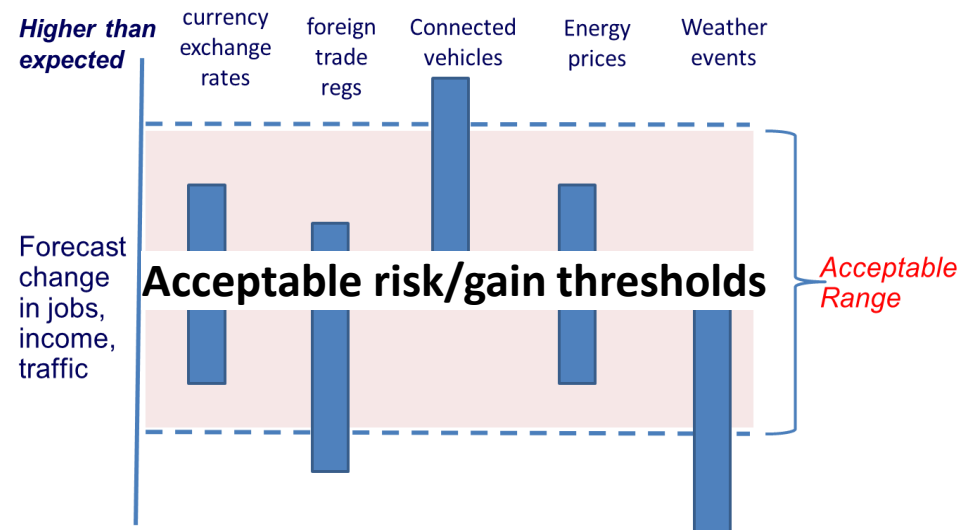 Higher than
expected
currency
exchange
rates
foreign
trade
regs
Connected
vehicles
Energy
prices
Weather
events
Forecast
change
in jobs,
income,
traffic
Acceptable risk/gain thresholds
Acceptable
Range